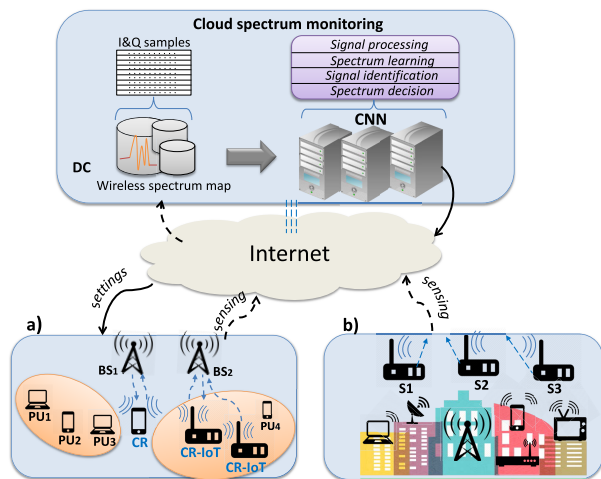 Cloud spectrum monitoring
I&Q samples
Signal processing
Spectrum learning
Signal identification
Spectrum decision
CNN
DC
Wireless spectrum map
Internet
settings
sensing
sensing
a)
BS1
BS2
PU1
PU2
PU3
CR
CR-IoT
CR-IoT
PU4
b)
S1
S2
S3